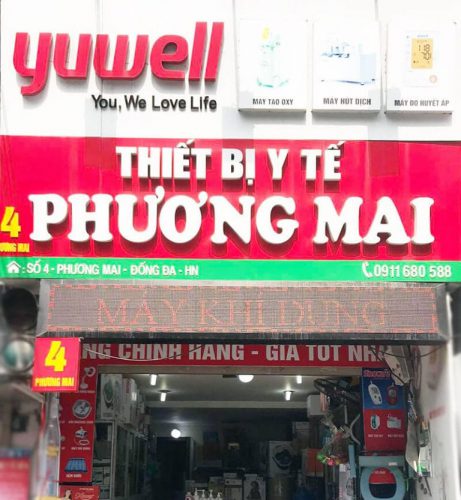 yuwell
You, We Love Life
MÁY TẠO OXY
MÁY HÚT DỊCH
118
70
MÁY ĐO HUYẾT ÁP
THIẾT BỊ Y TẾ
4 PHƯƠNG MAI
: SỐ 4 - PHƯƠNG MAI - ĐỐNG ĐA - HN
0911 680 588
MÁY KHÍ DUNG
CHÍNH HÃNG - GIÁ TỐT
4
PHƯƠNG MAI